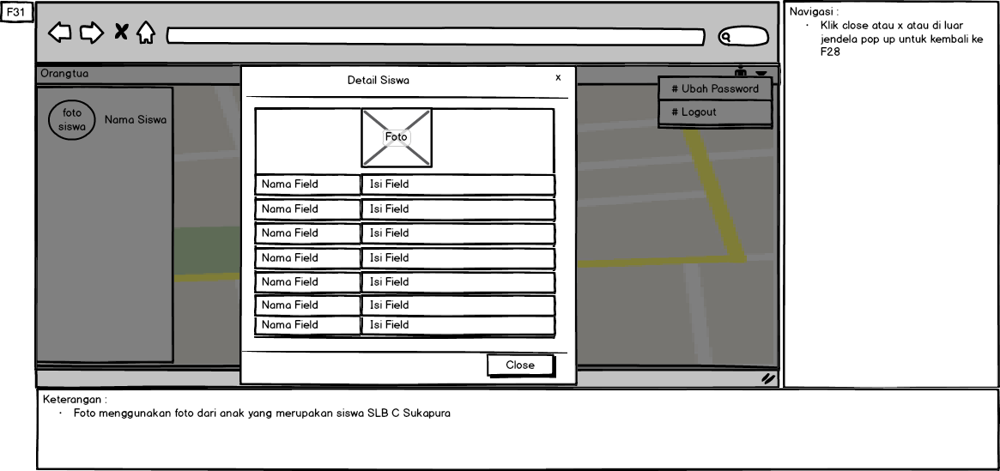 F31
Orangtua
foto
siswa
Nama Siswa
Detail Siswa
x
# Ubah Password
# Logout
Foto
Nama Field Isi Field
Nama Field Isi Field
Nama Field Isi Field
Nama Field Isi Field
Nama Field Isi Field
Nama Field Isi Field
Nama Field Isi Field
Close
Navigasi :
· Klik close atau x atau di luar
jendela pop up untuk kembali ke
F28
Keterangan :
· Foto menggunakan foto dari anak yang merupakan siswa SLB C Sukapura